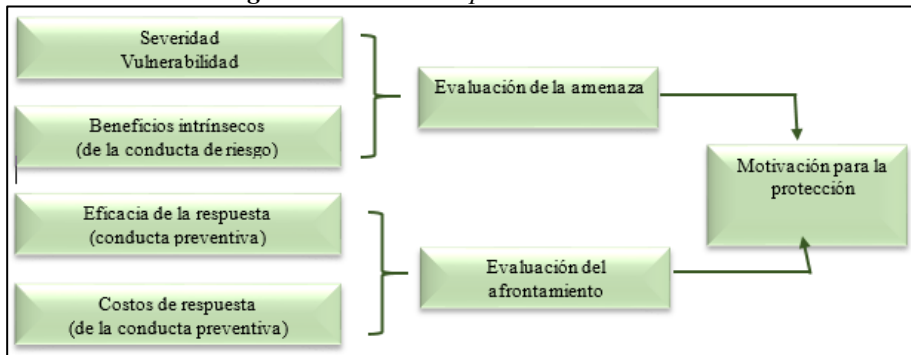 Severidad
Vulnerabilidad
Beneficios intrínsecos
(de la conducta de riesgo)
Evaluación de la amenaza
Eficacia de la respuesta
(conducta preventiva)
Costos de respuesta
(de la conducta preventiva)
Evaluación del
afrontamiento
Motivación para la
protección